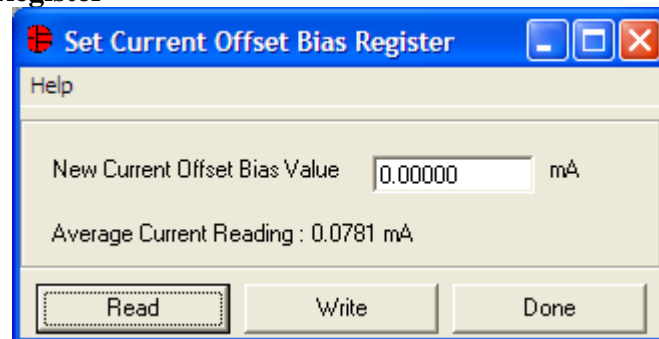 Set Current Offset Bias Register
Help
New Current Offset Bias Value 0.00000 mA
Average Current Reading : 0.0781 mA
Read Write Done